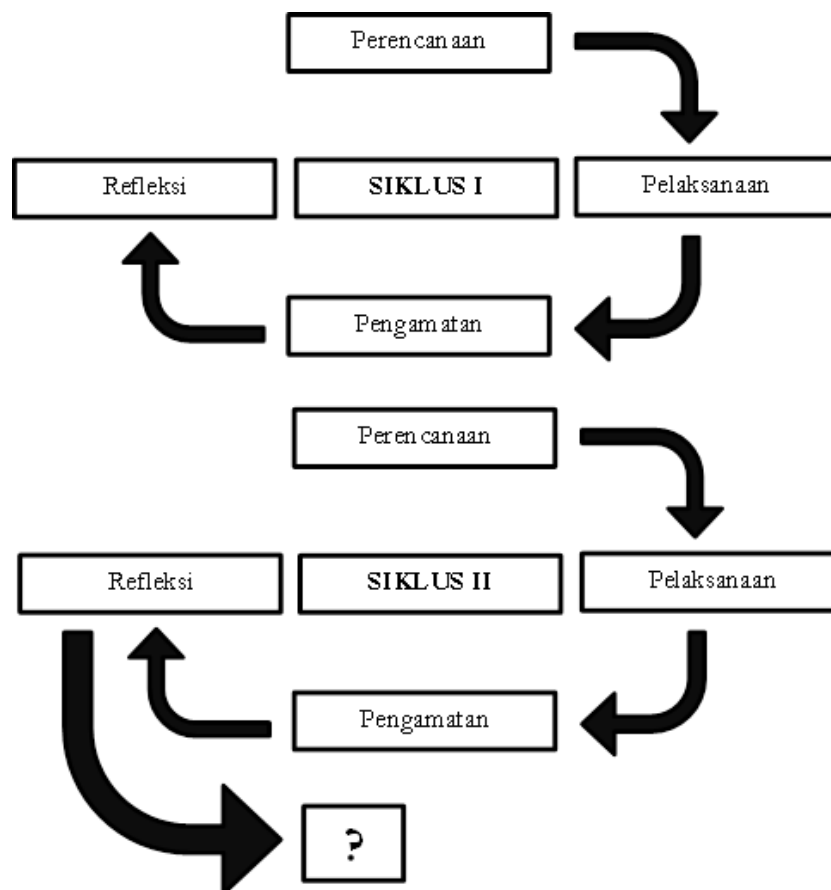 Perencanaan
Refleksi
SIKLUS I
Pelaksanaan
Pengamatan
Perencanaan
Refleksi
SIKLUS II
Pelaksanaan
Pengamatan
?